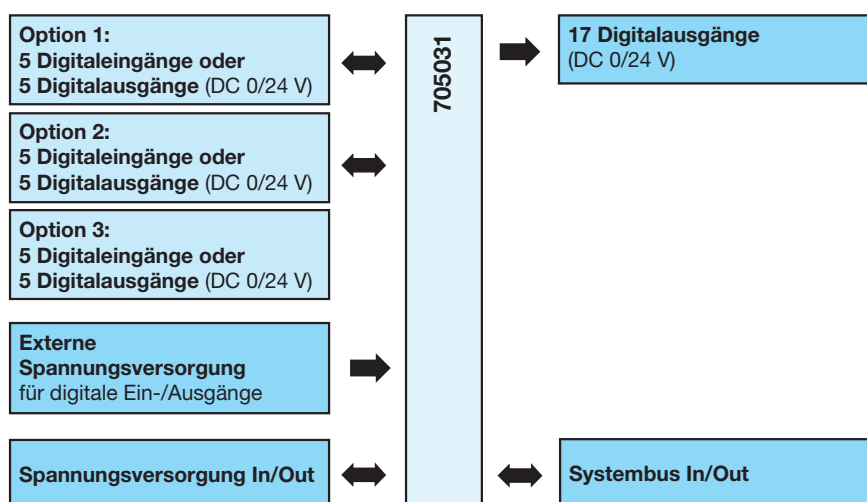 Option 1:
5 Digitaleingänge oder
5 Digitalausgänge (DC 0/24 V)
Option 2:
5 Digitaleingänge oder
5 Digitalausgänge (DC 0/24 V)
Option 3:
5 Digitaleingänge oder
5 Digitalausgänge (DC 0/24 V)
Externe
Spannungsversorgung
für digitale Ein-/Ausgänge
Spannungsversorgung In/Out
705031
17 Digitalausgänge
(DC 0/24 V)
Systembus In/Out